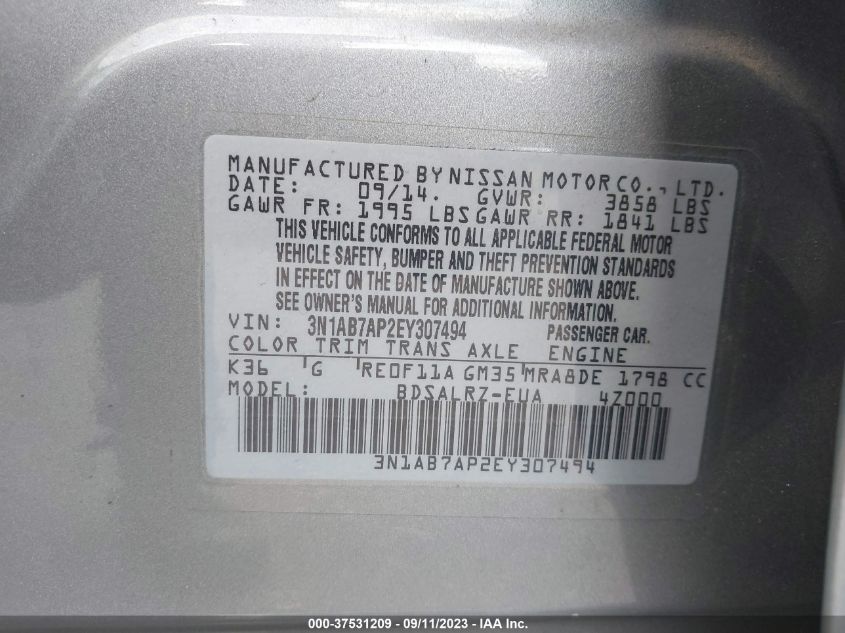 MANUFACTURED BY NISSAN MOTOR CO., LTD.
DATE: 09/14. GVWR: 3858 LBS
GAWR FR: 1995 LBS GAWR RR: 1841 LBS
THIS VEHICLE CONFORMS TO ALL APPLICABLE FEDERAL MOTOR
VEHICLE SAFETY, BUMPER AND THEFT PREVENTION STANDARDS
IN EFFECT ON THE DATE OF MANUFACTURE SHOWN ABOVE.
SEE OWNER'S MANUAL FOR ADDITIONAL INFORMATION.
VIN: 3N1AB7AP2EY307494 PASSENGER CAR.
COLOR TRIM TRANS AXLE ENGINE
K36 G RE0F11A GM35 MRA8DE 1798 CC
MODEL: BDSALRZ-EUA 4Z000
3N1AB7AP2EY307494
000-37531209 - 09/11/2023 - IAA Inc.